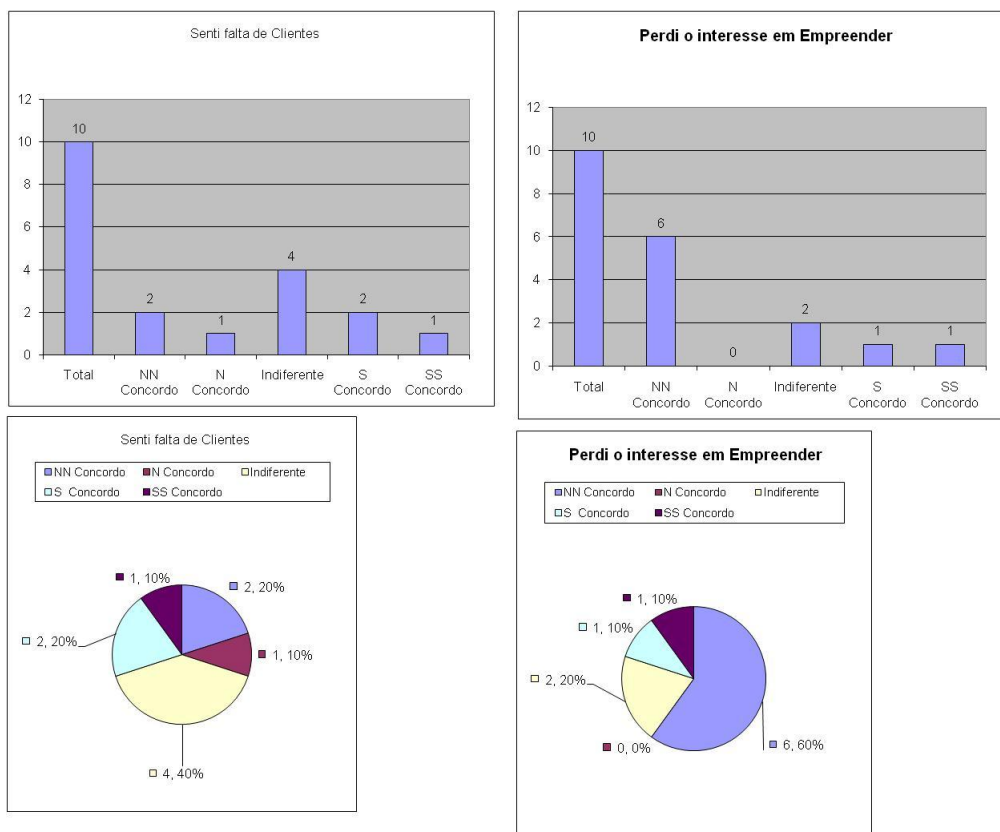 Senti falta de Clientes
12
10
8
6
4
2
0
10
2
1
4
2
1
Total
NN Concordo
N Concordo
Indiferente
S Concordo
SS Concordo
Perdi o interesse em Empreender
12
10
8
6
4
2
0
10
6
0
2
1
1
Total
NN Concordo
N Concordo
Indiferente
S Concordo
SS Concordo
Senti falta de Clientes
NN Concordo N Concordo Indiferente
S Concordo SS Concordo
1, 10%
2, 20%
2, 20%
1, 10%
4, 40%
Perdi o interesse em Empreender
NN Concordo N Concordo Indiferente
S Concordo SS Concordo
1, 10%
1, 10%
2, 20%
0, 0%
6, 60%